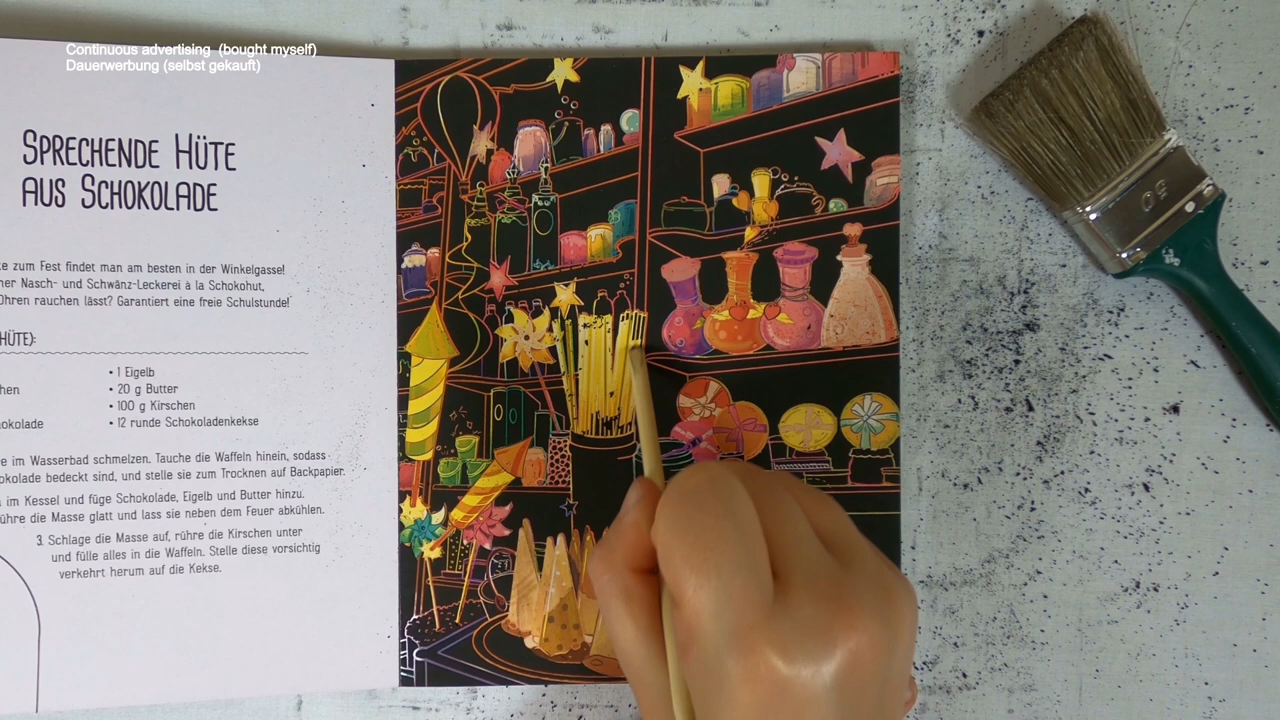 Continuous advertising (bought myself)
Dauerwerbung (selbst gekauft)
SPRECHENDE HÜTE
AUS SCHOKOLADE
zum Fest findet man am besten in der Winkelgasse!
Nasch- und Schwänz-Leckerei à la Schokohut,
Ohren rauchen lässt? Garantiert eine freie Schulstunde!
HÜTE):
• 1 Eigelb
• 20 g Butter
• 100 g Kirschen
• 12 runde Schokoladenkekse
im Wasserbad schmelzen. Tauche die Waffeln hinein, sodass
bedeckt sind, und stelle sie zum Trocknen auf Backpapier.
im Kessel und füge Schokolade, Eigelb und Butter hinzu.
die Masse glatt und lass sie neben dem Feuer abkühlen.
3. Schlage die Masse auf, rühre die Kirschen unter
und fülle alles in die Waffeln. Stelle diese vorsichtig
verkehrt herum auf die Kekse.